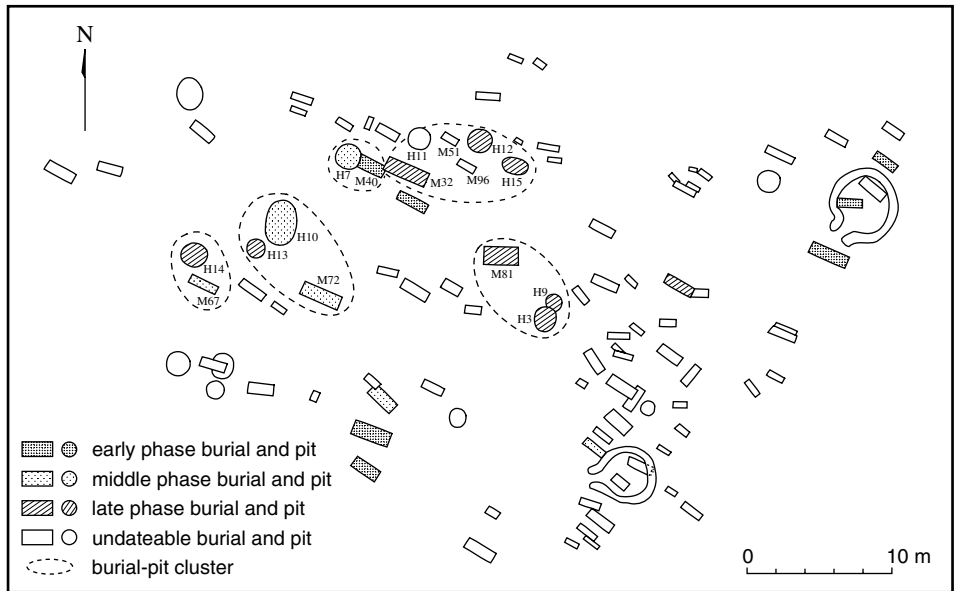 N
H11
M51
H12
H7
M40
M32
M96
H15
H10
H13
H14
M67
M72
M81
H9
H3
early phase burial and pit
middle phase burial and pit
late phase burial and pit
undateable burial and pit
burial-pit cluster
0 10 m